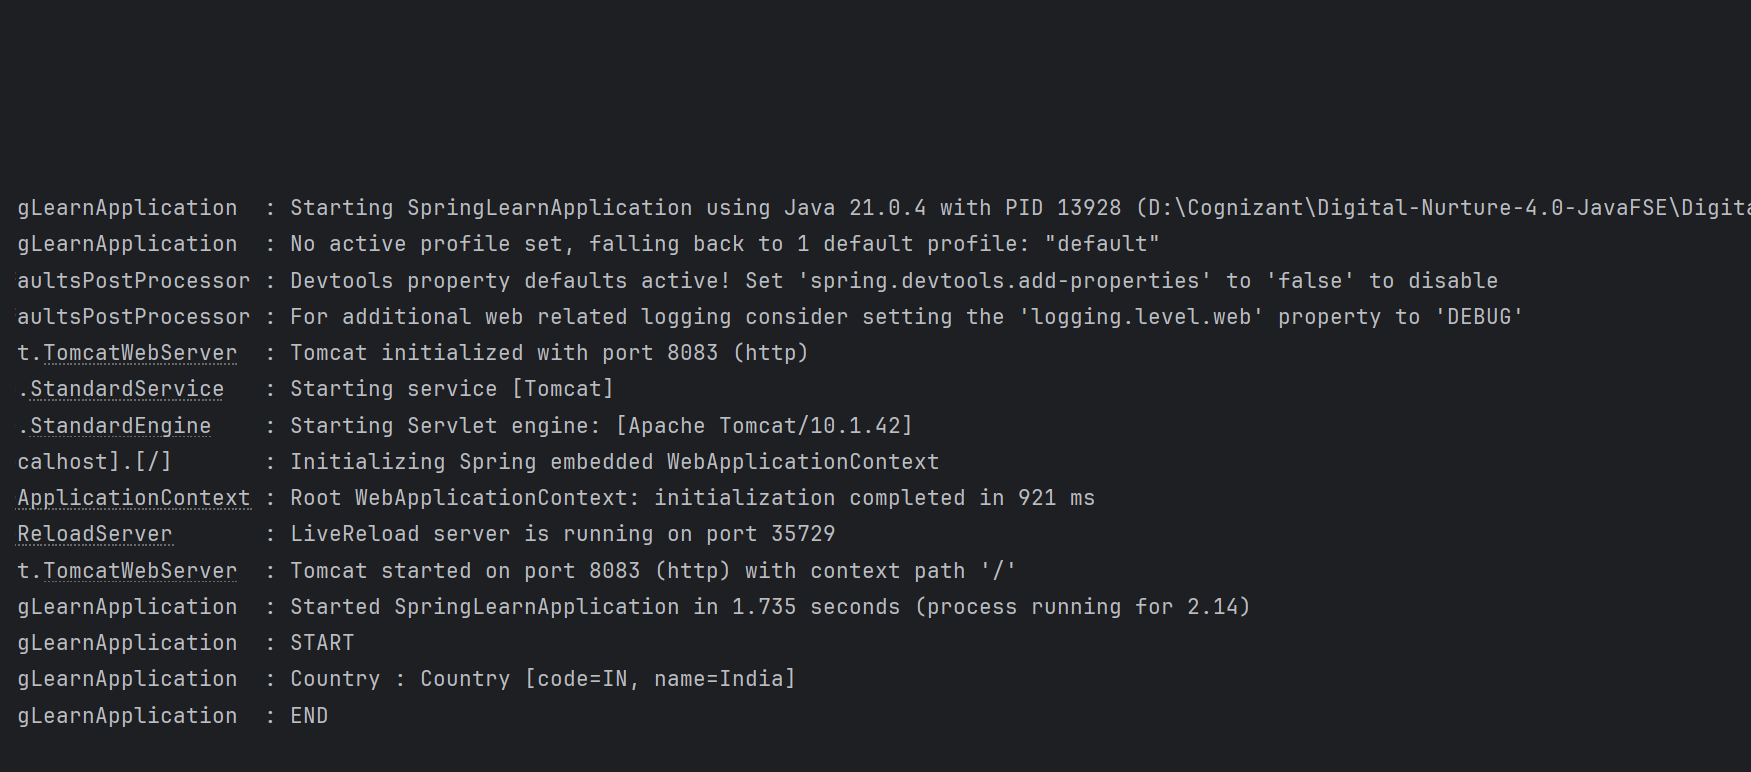 gLearnApplication : Starting SpringLearnApplication using Java 21.0.4 with PID 13928 (D:\Cognizant\Digital-Nurture-4.0-JavaFSE\Digita
gLearnApplication : No active profile set, falling back to 1 default profile: "default"
aultsPostProcessor : Devtools property defaults active! Set 'spring.devtools.add-properties' to 'false' to disable
aultsPostProcessor : For additional web related logging consider setting the 'logging.level.web' property to 'DEBUG'
t.TomcatWebServer : Tomcat initialized with port 8083 (http)
.StandardService : Starting service [Tomcat]
.StandardEngine : Starting Servlet engine: [Apache Tomcat/10.1.42]
calhost].[/] : Initializing Spring embedded WebApplicationContext
ApplicationContext : Root WebApplicationContext: initialization completed in 921 ms
ReloadServer : LiveReload server is running on port 35729
t.TomcatWebServer : Tomcat started on port 8083 (http) with context path '/'
gLearnApplication : Started SpringLearnApplication in 1.735 seconds (process running for 2.14)
gLearnApplication : START
gLearnApplication : Country : Country [code=IN, name=India]
gLearnApplication : END